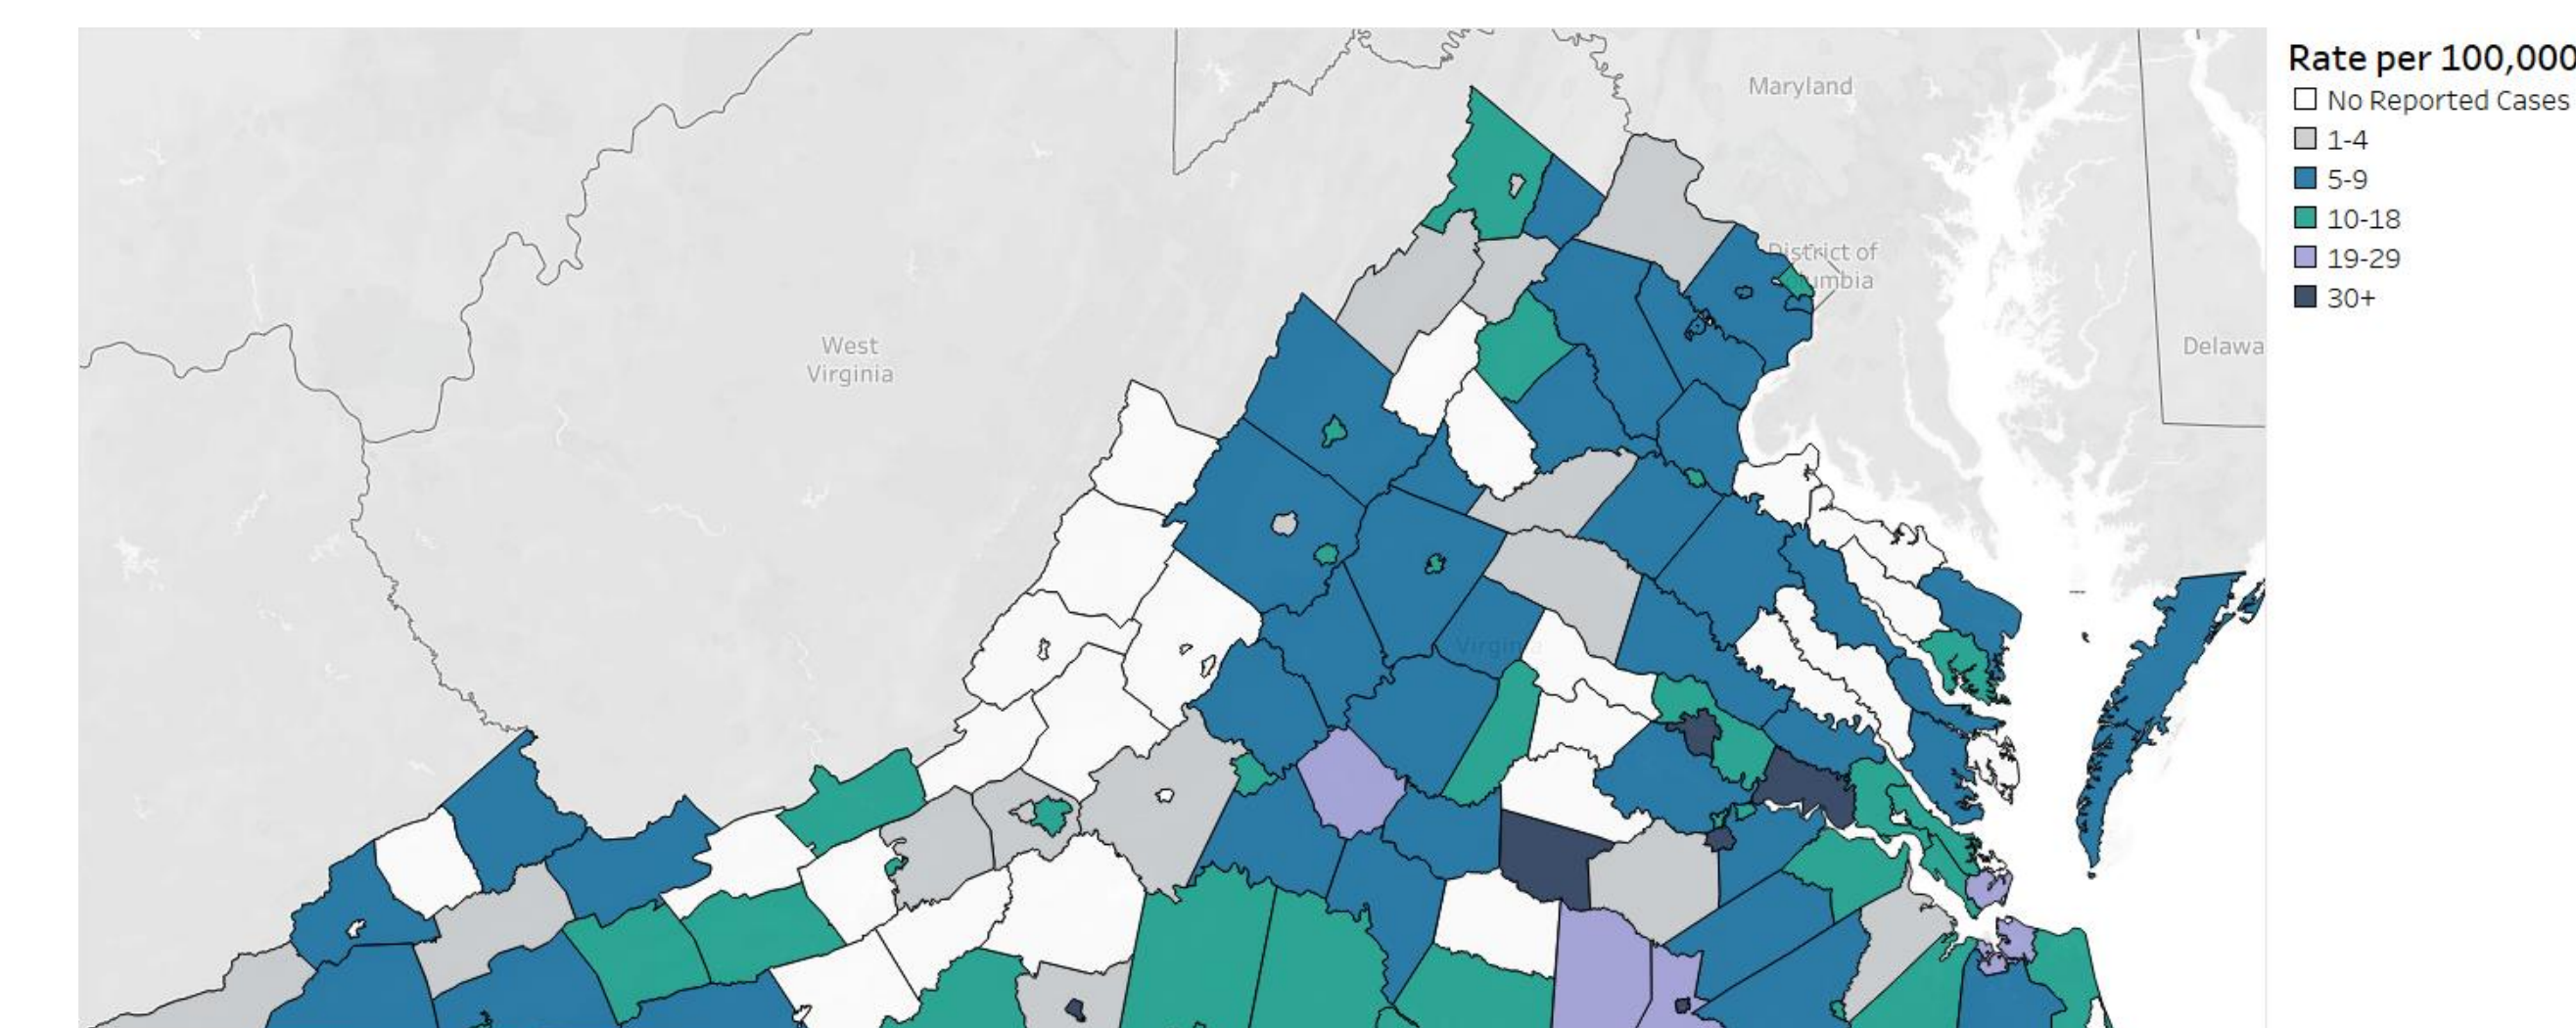 Rate per 100,000
No Reported Cases
1-4
5-9
10-18
19-29
30+
Maryland
District of
umbia
West
Virginia
Delawa
Virginia